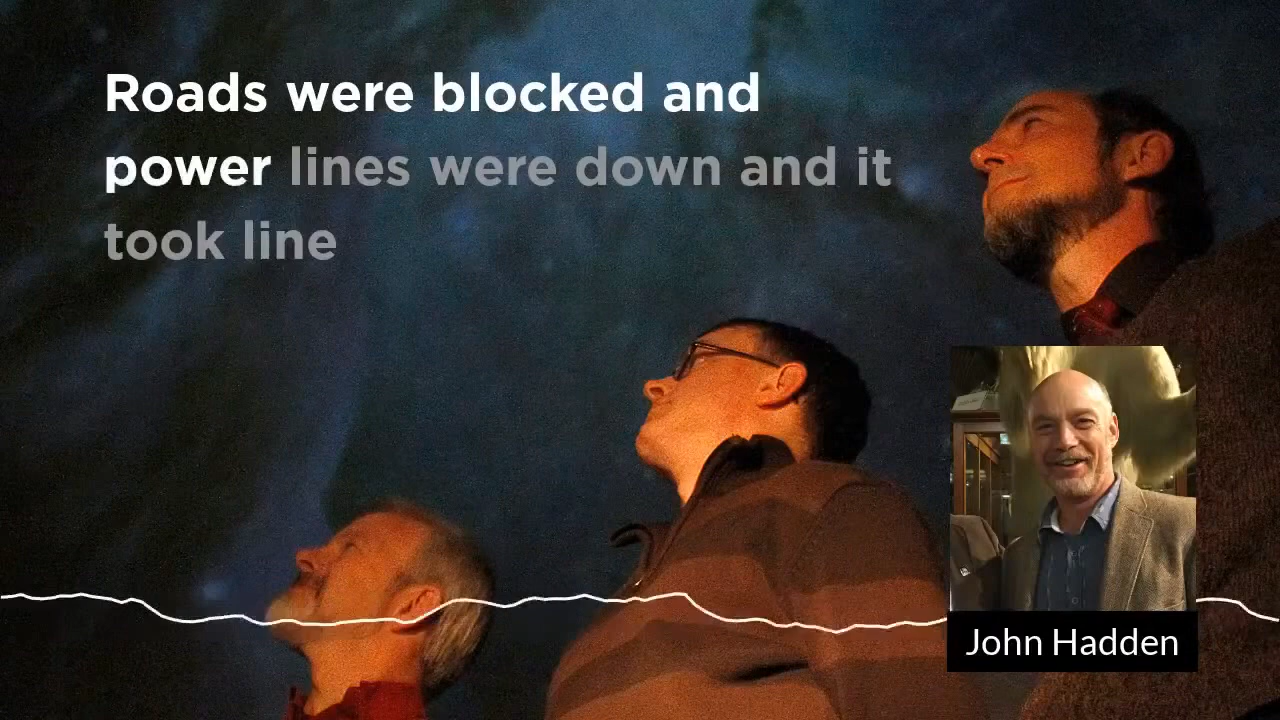 Roads were blocked and
power lines were down and it
took line
John Hadden